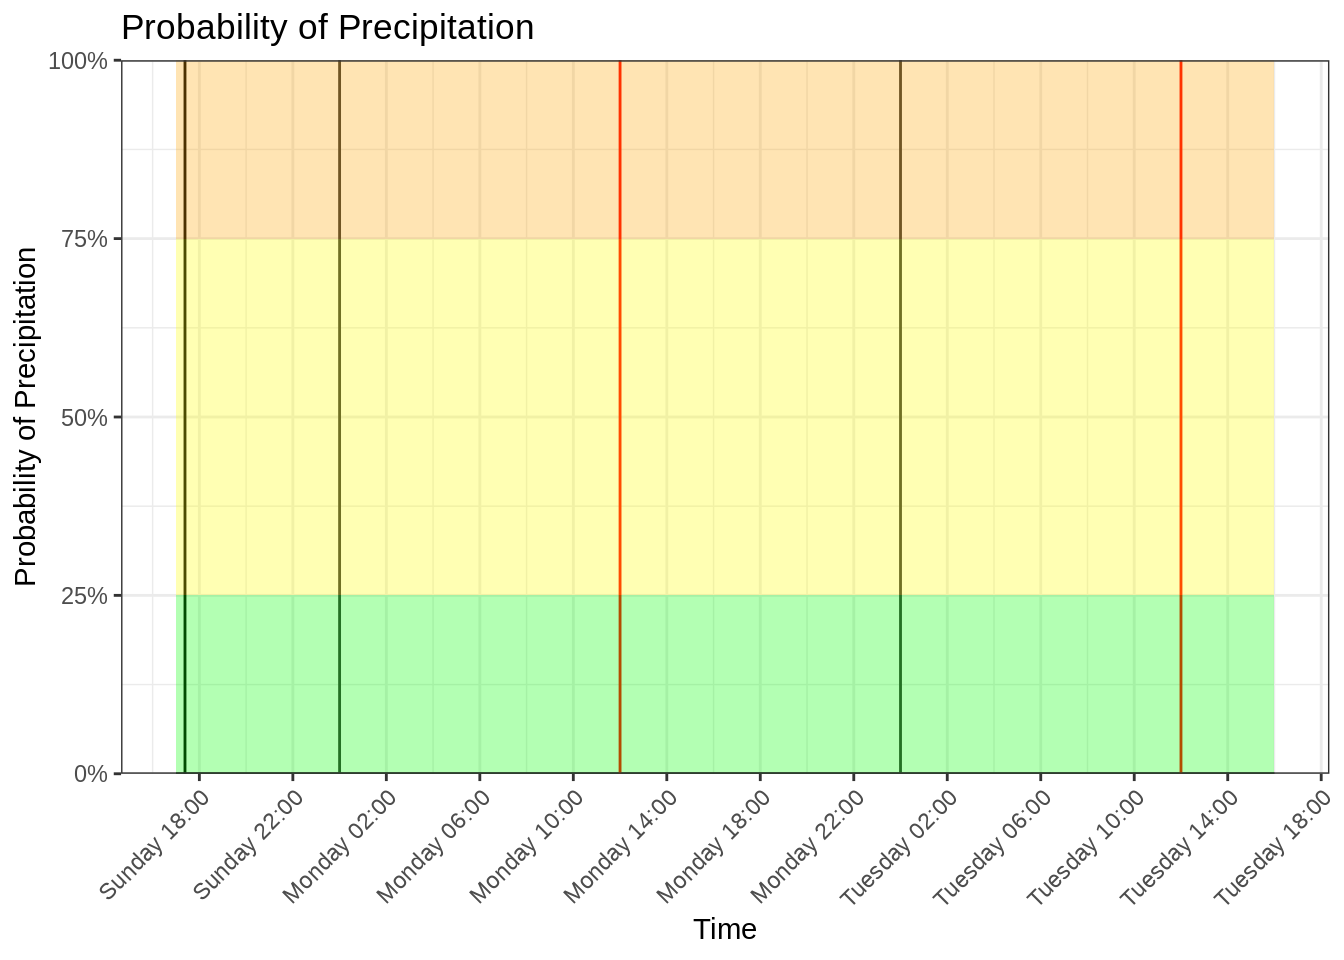 Probability of Precipitation
Probability of Precipitation
100%
75%
50%
25%
0%
Sunday 18:00
Sunday 22:00
Monday 02:00
Monday 06:00
Monday 10:00
Monday 14:00
Monday 18:00
Monday 22:00
Tuesday 02:00
Tuesday 06:00
Tuesday 10:00
Tuesday 14:00
Tuesday 18:00
Time